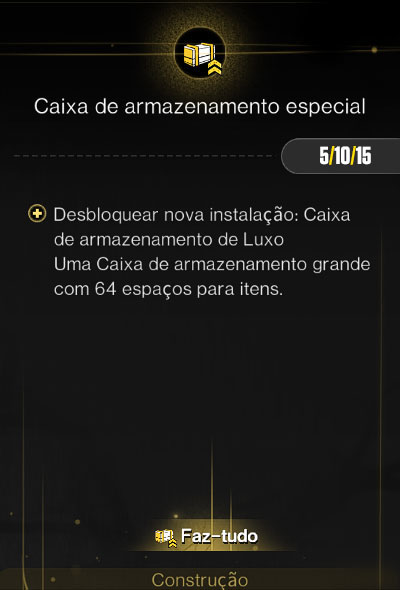 Caixa de armazenamento especial
5/10/15
Desbloquear nova instalação: Caixa
de armazenamento de Luxo
Uma Caixa de armazenamento grande
com 64 espaços para itens.
Faz-tudo
Construção